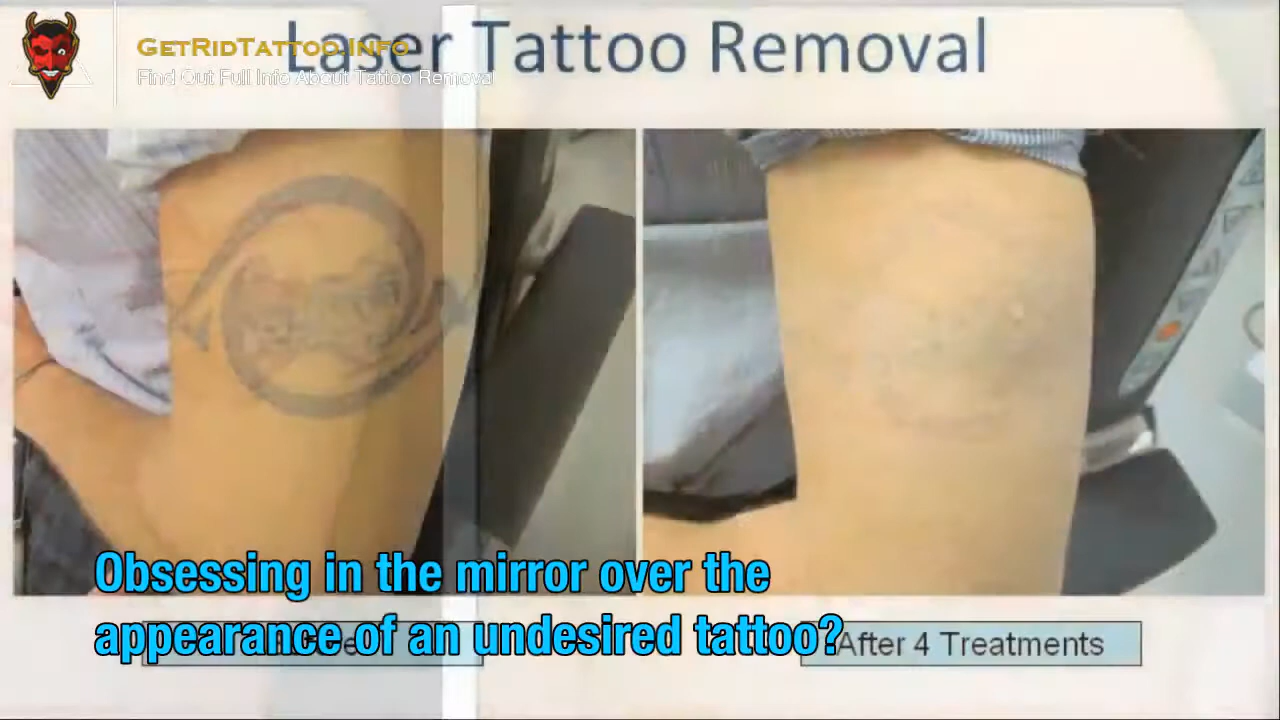 Laser Tattoo Removal
GetRidTattoo.Info
Find Out Full Info About Tattoo Removal
Obsessing in the mirror over the
appearance of an undesired tattoo?
After 4 Treatments